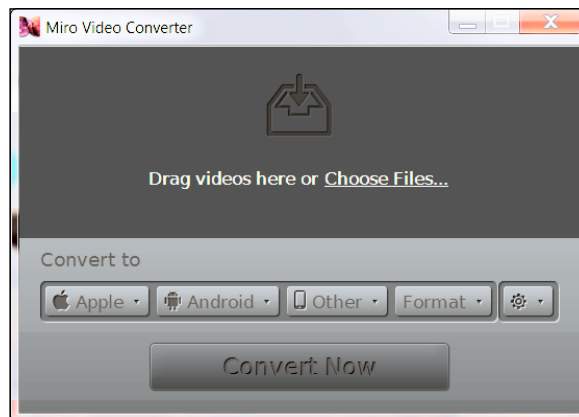 Miro Video Converter
Drag videos here or Choose Files...
Convert to
Apple Android Other Format
Convert Now